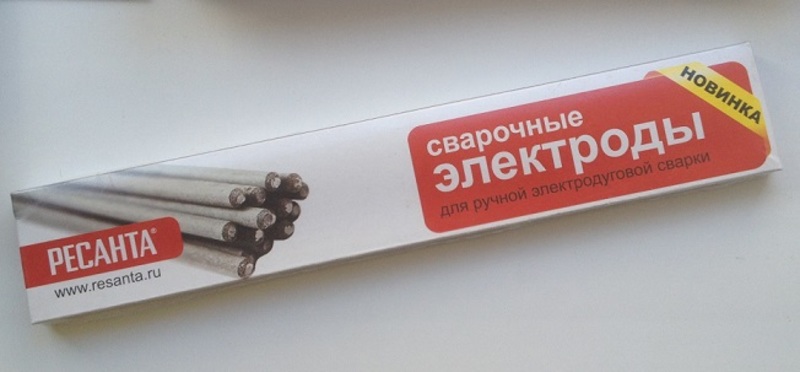 НОВИНКА
сварочные
электроды
для ручной электродуговой сварки
РЕСАНТА®
www.resanta.ru